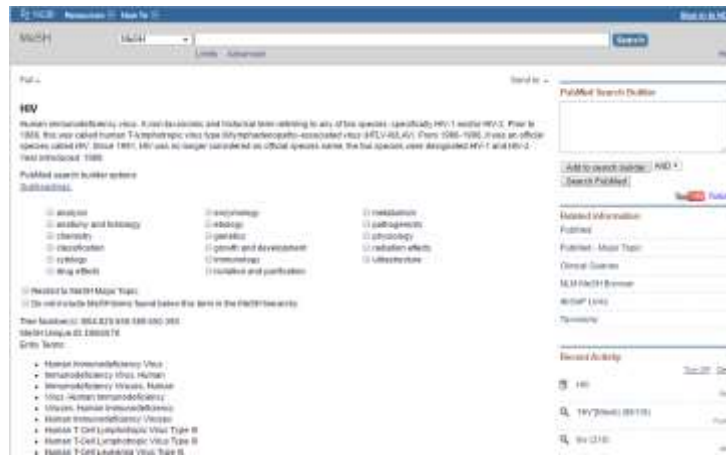 NCBI Resources How To Sign in to NCBI
MeSH MeSH Search
Limits Advanced
Full Send to:
HIV
Human immunodeficiency virus. A non-taxonomic and historical term referring to any of two species, specifically HIV-1 and/or HIV-2. Prior to
1986, this was called human T-lymphotropic virus type III/lymphadenopathy-associated virus (HTLV-III/LAV). From 1986-1990, it was an official
species called HIV. Since 1991, HIV was no longer considered an official species name; the two species were designated HIV-1 and HIV-2.
Year introduced: 1988
PubMed search builder options
Subheadings:
analysis enzymology metabolism
anatomy and histology etiology pathogenicity
chemistry genetics physiology
classification growth and development radiation effects
cytology immunology ultrastructure
drug effects isolation and purification
Restrict to MeSH Major Topic.
Do not include MeSH terms found below this term in the MeSH hierarchy.
Tree Number(s):
MeSH Unique ID:
Entry Terms:
Human Immunodeficiency Virus
Immunodeficiency Virus, Human
Immunodeficiency Viruses, Human
Virus, Human Immunodeficiency
Viruses, Human Immunodeficiency
Human Immunodeficiency Viruses
Human T Cell Lymphotropic Virus Type III
Human T-Cell Lymphotropic Virus Type III
Human T-Cell Leukemia Virus Type III
PubMed Search Builder
Add to search builder AND
Search PubMed
Related information
PubMed
PubMed - Major Topic
Clinical Queries
NLM MeSH Browser
dbGaP Links
Taxonomy
Recent Activity
Turn Off
HIV